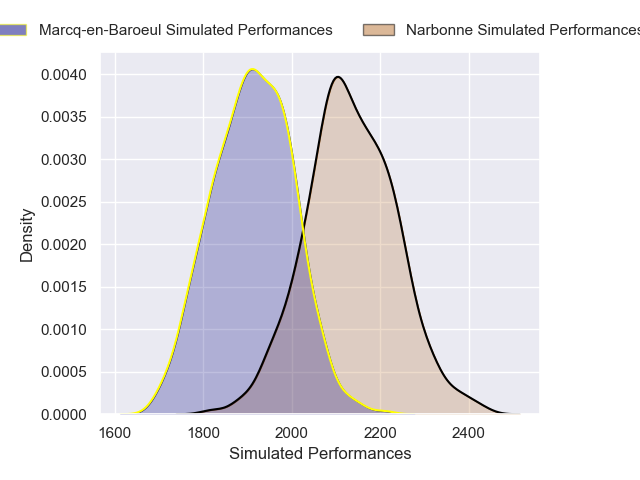 Marcq-en-Baroeul Simulated Performances
Narbonne Simulated Performances
0.0040
0.0035
0.0030
0.0025
0.0020
0.0015
0.0010
0.0005
0.0000
Density
1600 1800 2000 2200 2400
Simulated Performances